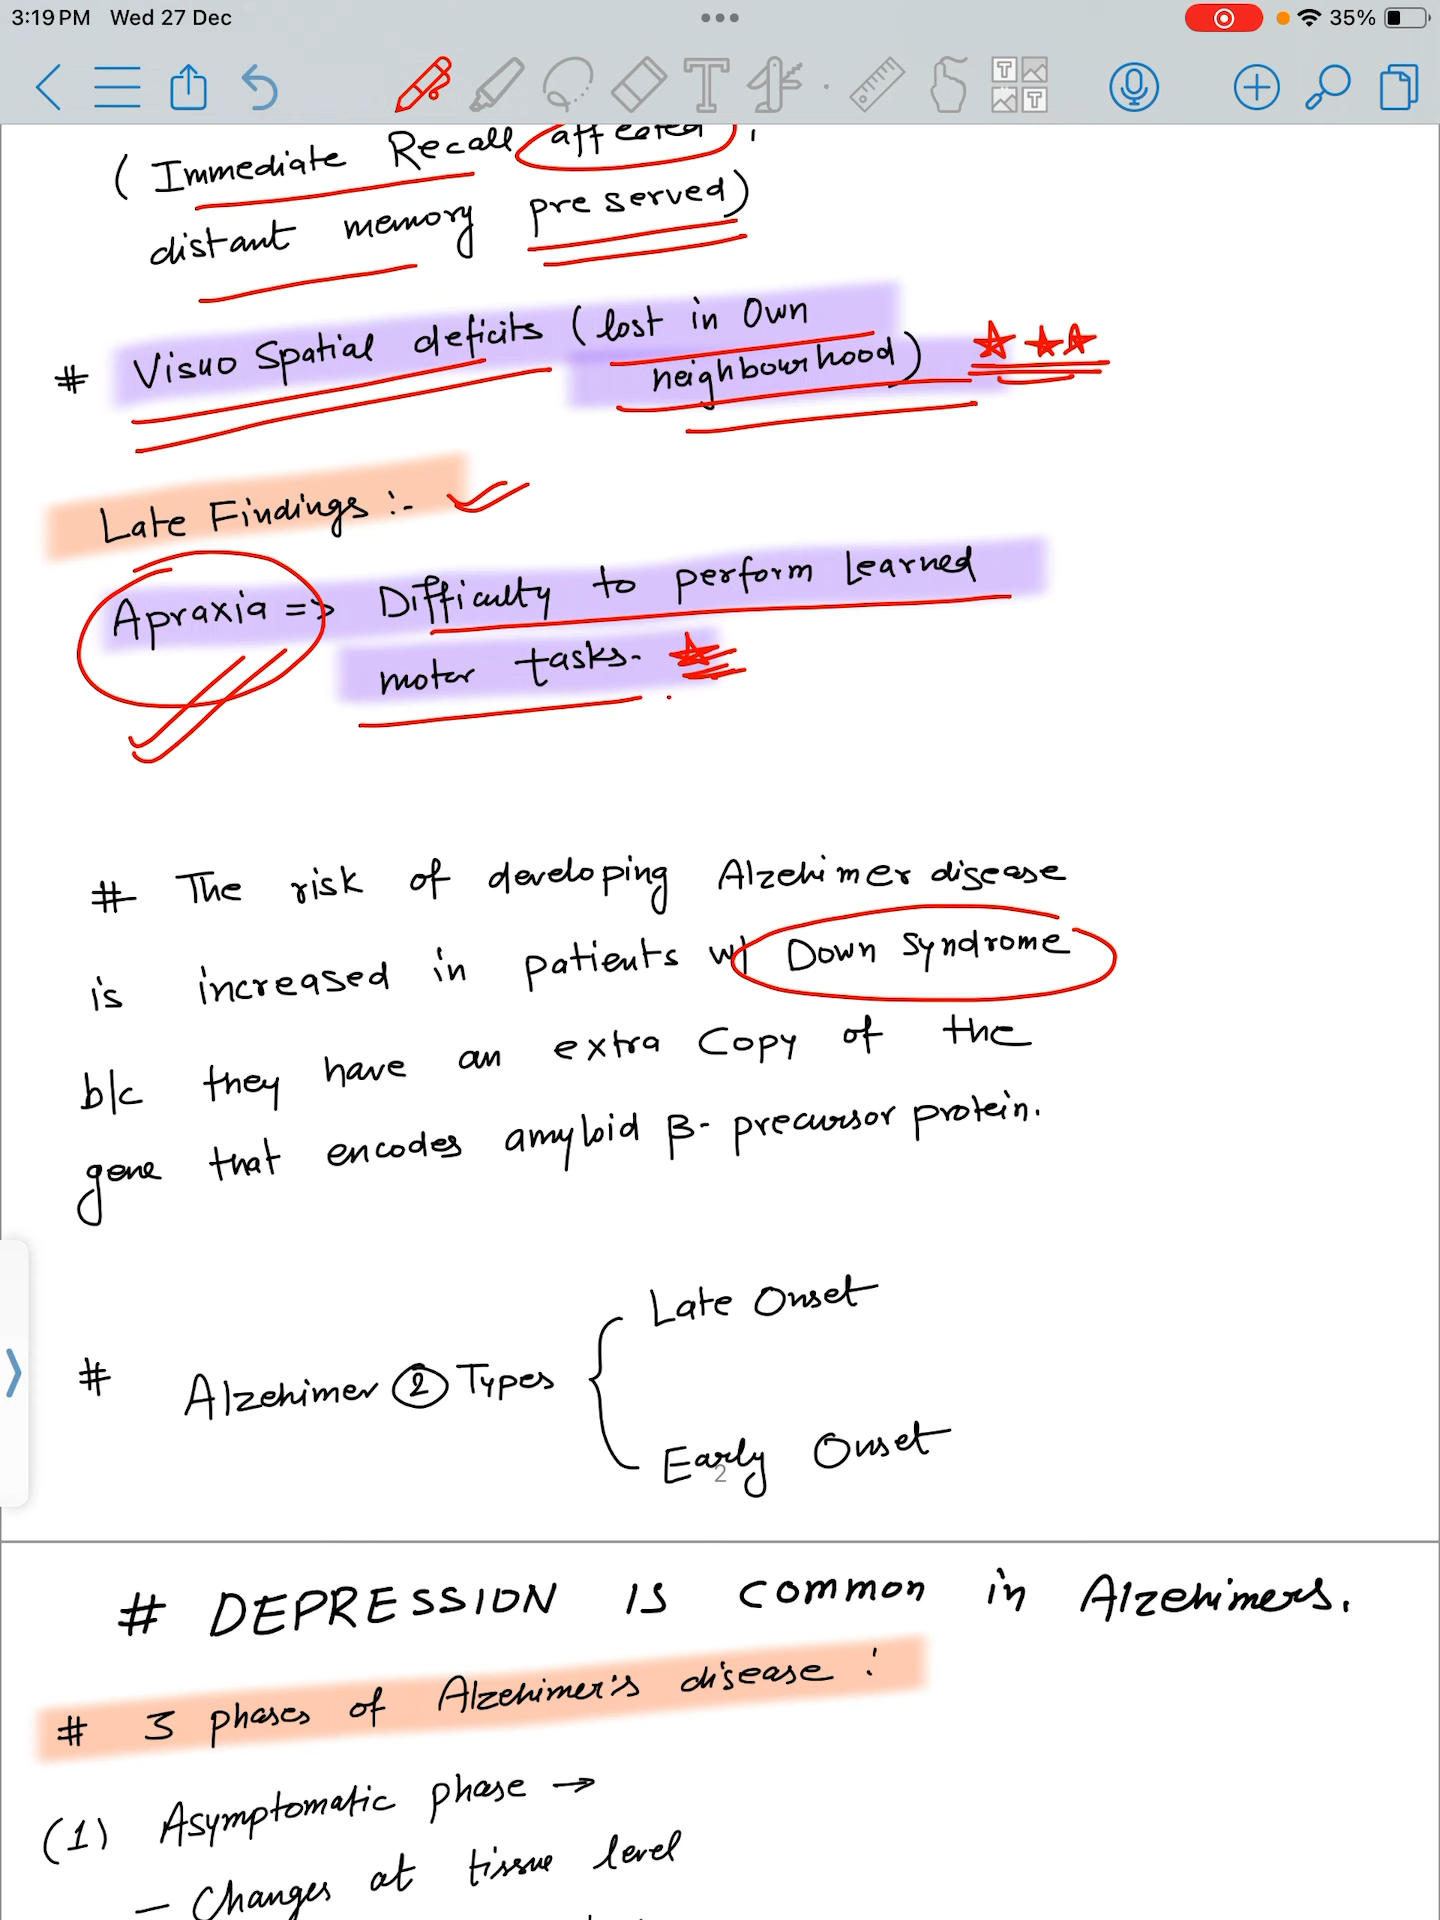 3:19 PM Wed 27 Dec
35%
( Immediate Recall affected,
distant memory preserved)
# Visuo Spatial deficits ( lost in Own
neighbourhood)
Late Findings :-
Apraxia => Difficulty to perform learned
motor tasks.
# The risk of developing Alzehimer disease
is increased in patients w/ Down Syndrome
b/c they have an extra Copy of the
gene that encodes amyloid β- precursor protein.
Late Onset
# Alzehimer 2 Types
Early Onset
2
# DEPRESSION IS common in Alzehimers.
# 3 phases of Alzehimer's disease :
(1) Asymptomatic phase →
- Changes at tissue level